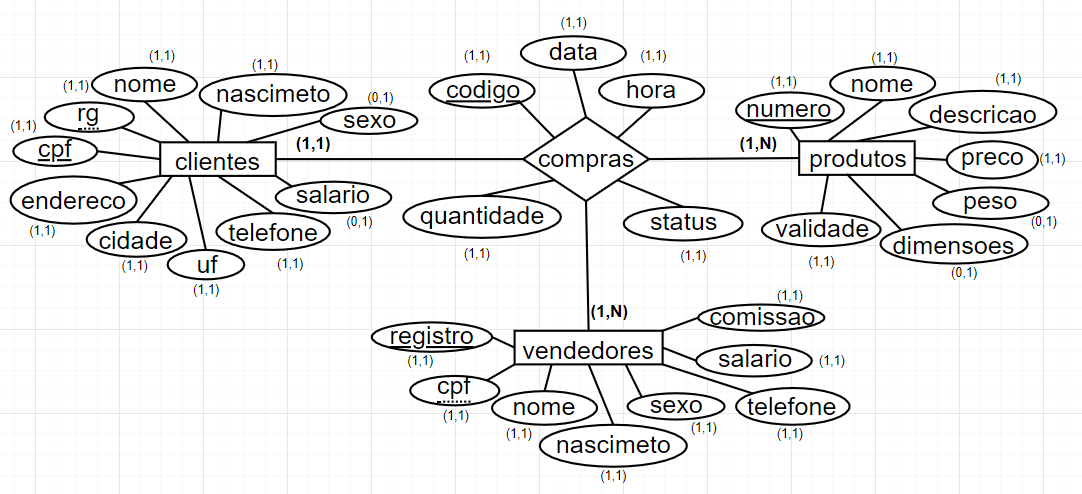 (1,1)
data
(1,1)
codigo
(1,1)
hora
(1,1)
nome
(1,1)
nascimeto
(1,1)
rg
(0,1)
sexo
(1,1)
cpf
clientes
(1,1)
endereco
(1,1)
cidade
(1,1)
uf
(1,1)
telefone
(1,1)
salario
(0,1)
compras
quantidade
(1,1)
status
(1,1)
(1,N)
produtos
(1,1)
numero
(1,1)
nome
(1,1)
descricao
preco
(1,1)
peso
(0,1)
dimensoes
(0,1)
validade
(1,1)
(1,N)
vendedores
registro
(1,1)
cpf
(1,1)
nome
(1,1)
nascimeto
(1,1)
sexo
(1,1)
telefone
(1,1)
salario
(1,1)
(1,1)
comissao